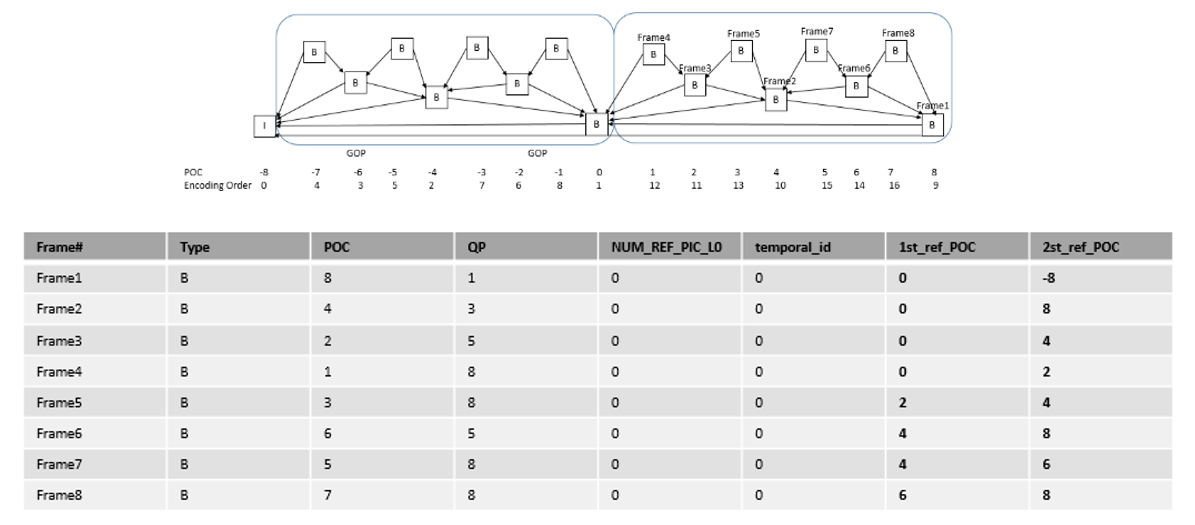 Frame4 Frame5 Frame7 Frame8
B B B B B B B B
Frame3 Frame6
B B B B
Frame2
B B
Frame1
I B B
GOP GOP
POC -8 -7 -6 -5 -4 -3 -2 -1 0 1 2 3 4 5 6 7 8
Encoding Order 0 4 3 5 2 7 6 8 1 12 11 13 10 15 14 16 9
Frame# Type POC QP NUM_REF_PIC_L0 temporal_id 1st_ref_POC 2st_ref_POC
Frame1 B 8 1 0 0 0 -8
Frame2 B 4 3 0 0 0 8
Frame3 B 2 5 0 0 0 4
Frame4 B 1 8 0 0 0 2
Frame5 B 3 8 0 0 2 4
Frame6 B 6 5 0 0 4 8
Frame7 B 5 8 0 0 4 6
Frame8 B 7 8 0 0 6 8